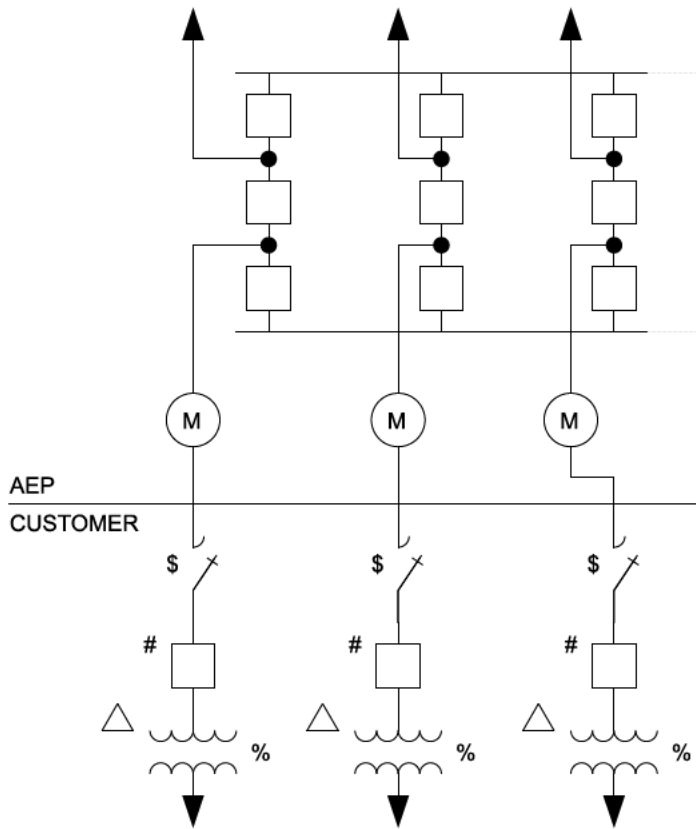 M M M
AEP
CUSTOMER
$ $ $
# # #
% % %